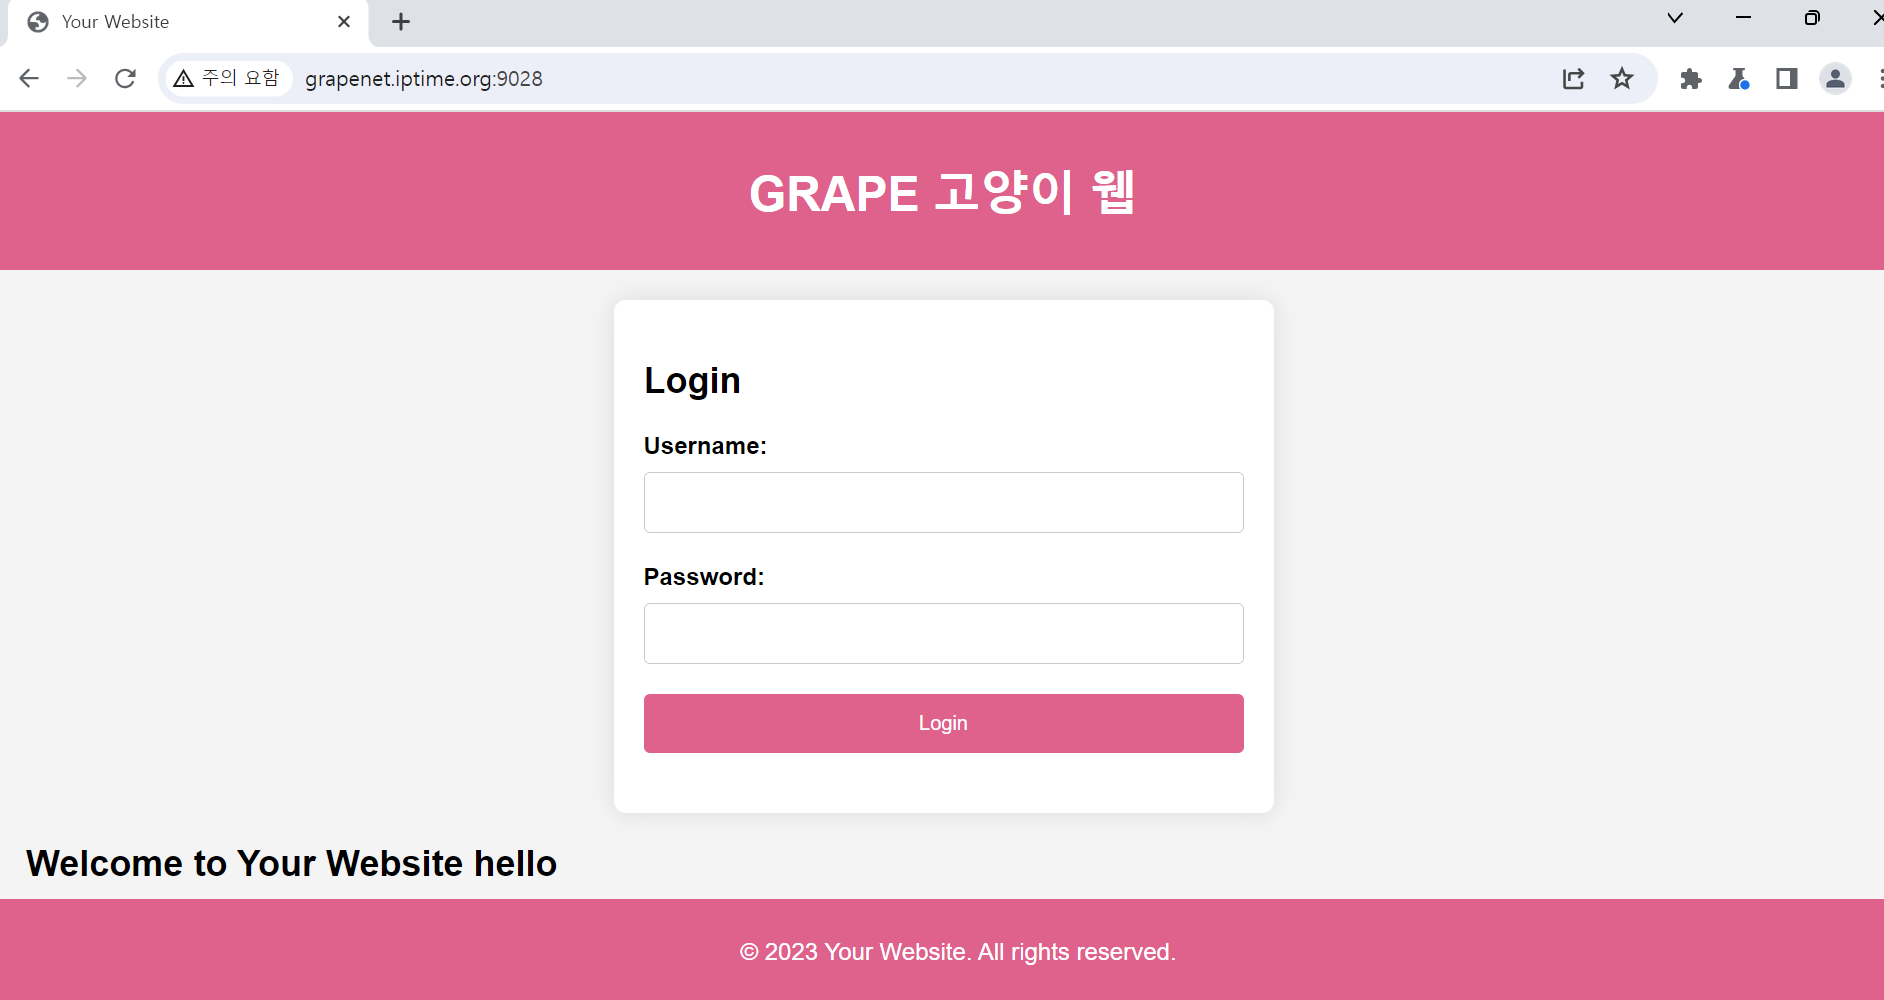 Your Website
주의 요함
grapenet.iptime.org:9028
GRAPE 고양이 웹
Login
Username:
Password:
Login
Welcome to Your Website hello
© 2023 Your Website. All rights reserved.